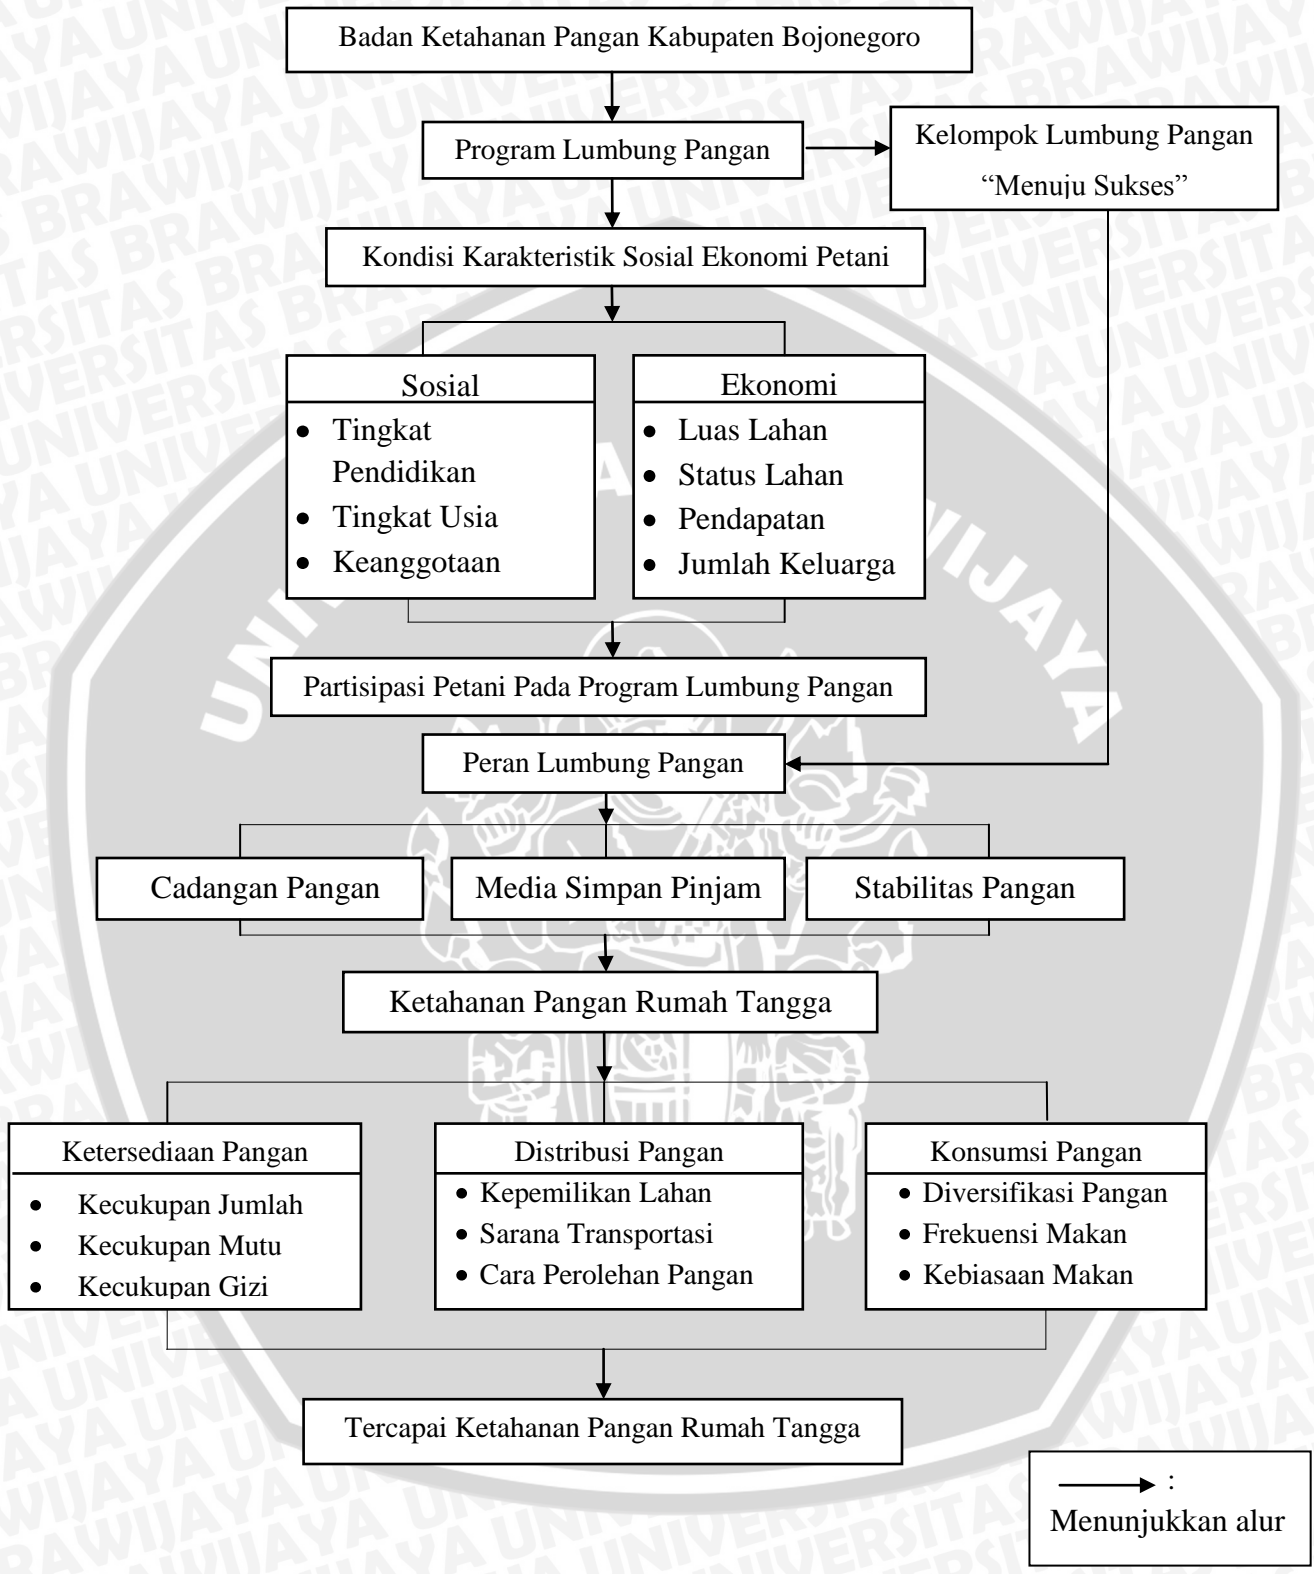 Badan Ketahanan Pangan Kabupaten Bojonegoro
Program Lumbung Pangan
Kelompok Lumbung Pangan
“Menuju Sukses”
Kondisi Karakteristik Sosial Ekonomi Petani
Sosial
• Tingkat
Pendidikan
• Tingkat Usia
• Keanggotaan
Ekonomi
• Luas Lahan
• Status Lahan
• Pendapatan
• Jumlah Keluarga
Partisipasi Petani Pada Program Lumbung Pangan
Peran Lumbung Pangan
Cadangan Pangan
Media Simpan Pinjam
Stabilitas Pangan
Ketahanan Pangan Rumah Tangga
Ketersediaan Pangan
• Kecukupan Jumlah
• Kecukupan Mutu
• Kecukupan Gizi
Distribusi Pangan
• Kepemilikan Lahan
• Sarana Transportasi
• Cara Perolehan Pangan
Konsumsi Pangan
• Diversifikasi Pangan
• Frekuensi Makan
• Kebiasaan Makan
Tercapai Ketahanan Pangan Rumah Tangga
:
Menunjukkan alur